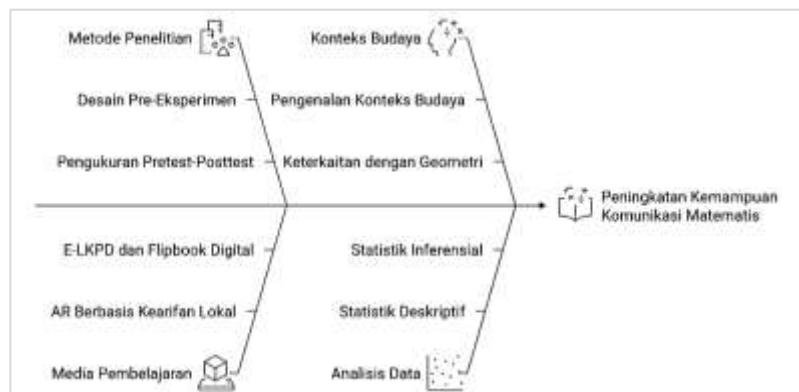 Metode Penelitian
Desain Pre-Eksperimen
Pengukuran Pretest-Posttest
Konteks Budaya
Pengenalan Konteks Budaya
Keterkaitan dengan Geometri
Peningkatan Kemampuan
Komunikasi Matematis
E-LKPD dan Flipbook Digital
AR Berbasis Kearifan Lokal
Media Pembelajaran
Statistik Inferensial
Statistik Deskriptif
Analisis Data